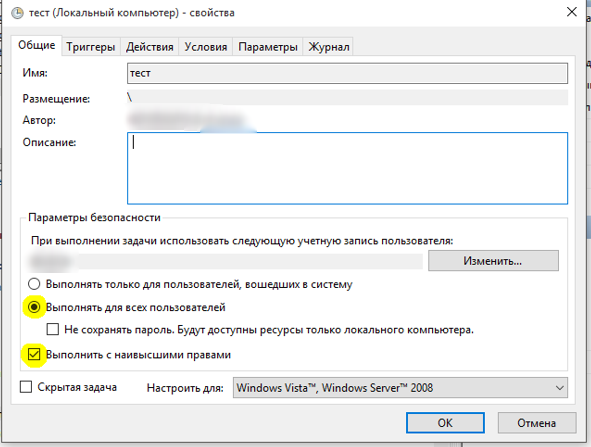 тест (Локальный компьютер) - свойства
Общие Триггеры Действия Условия Параметры Журнал
Имя: тест
Размещение: \
Автор:
Описание:
Параметры безопасности
При выполнении задачи использовать следующую учетную запись пользователя:
Изменить...
Выполнять только для пользователей, вошедших в систему
Выполнять для всех пользователей
Не сохранять пароль. Будут доступны ресурсы только локального компьютера.
Выполнить с наивысшими правами
Скрытая задача Настроить для: Windows Vista™, Windows Server™ 2008
OK Отмена